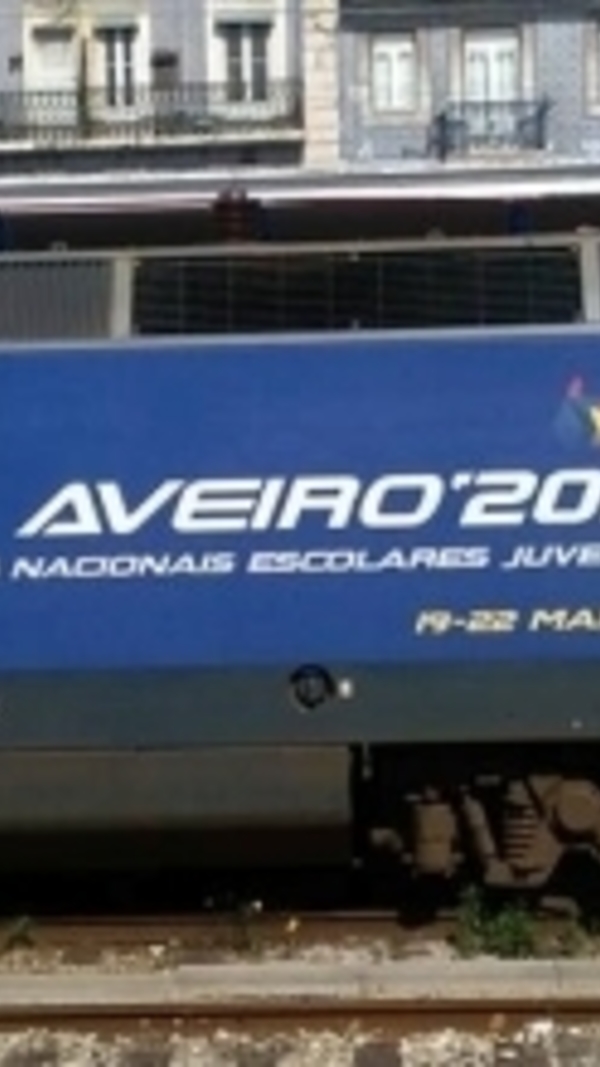 AVEIRO'20
NACIONAIS ESCOLARES JUVE
19-22 MA